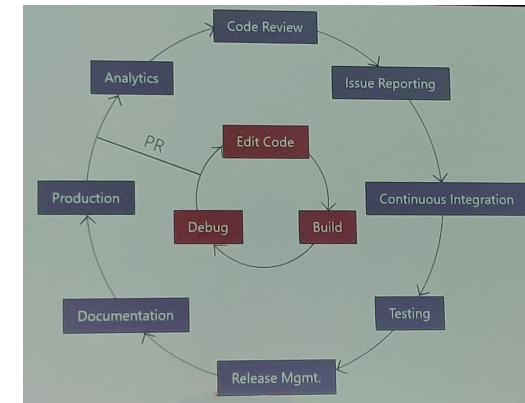 Code Review
Analytics
Issue Reporting
PR
Edit Code
Production
Continuous Integration
Debug
Build
Documentation
Testing
Release Mgmt.